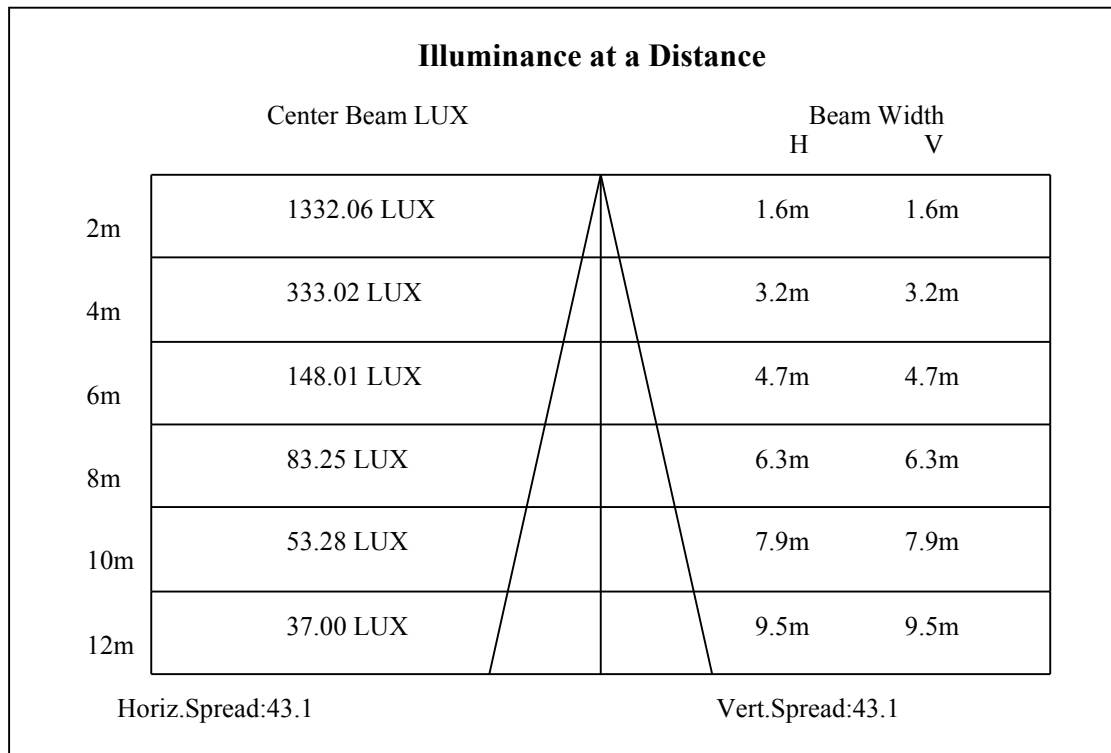 Illuminance at a Distance
Center Beam LUX Beam Width
H V
2m 1332.06 LUX 1.6m 1.6m
4m 333.02 LUX 3.2m 3.2m
6m 148.01 LUX 4.7m 4.7m
8m 83.25 LUX 6.3m 6.3m
10m 53.28 LUX 7.9m 7.9m
12m 37.00 LUX 9.5m 9.5m
Horiz.Spread:43.1 Vert.Spread:43.1